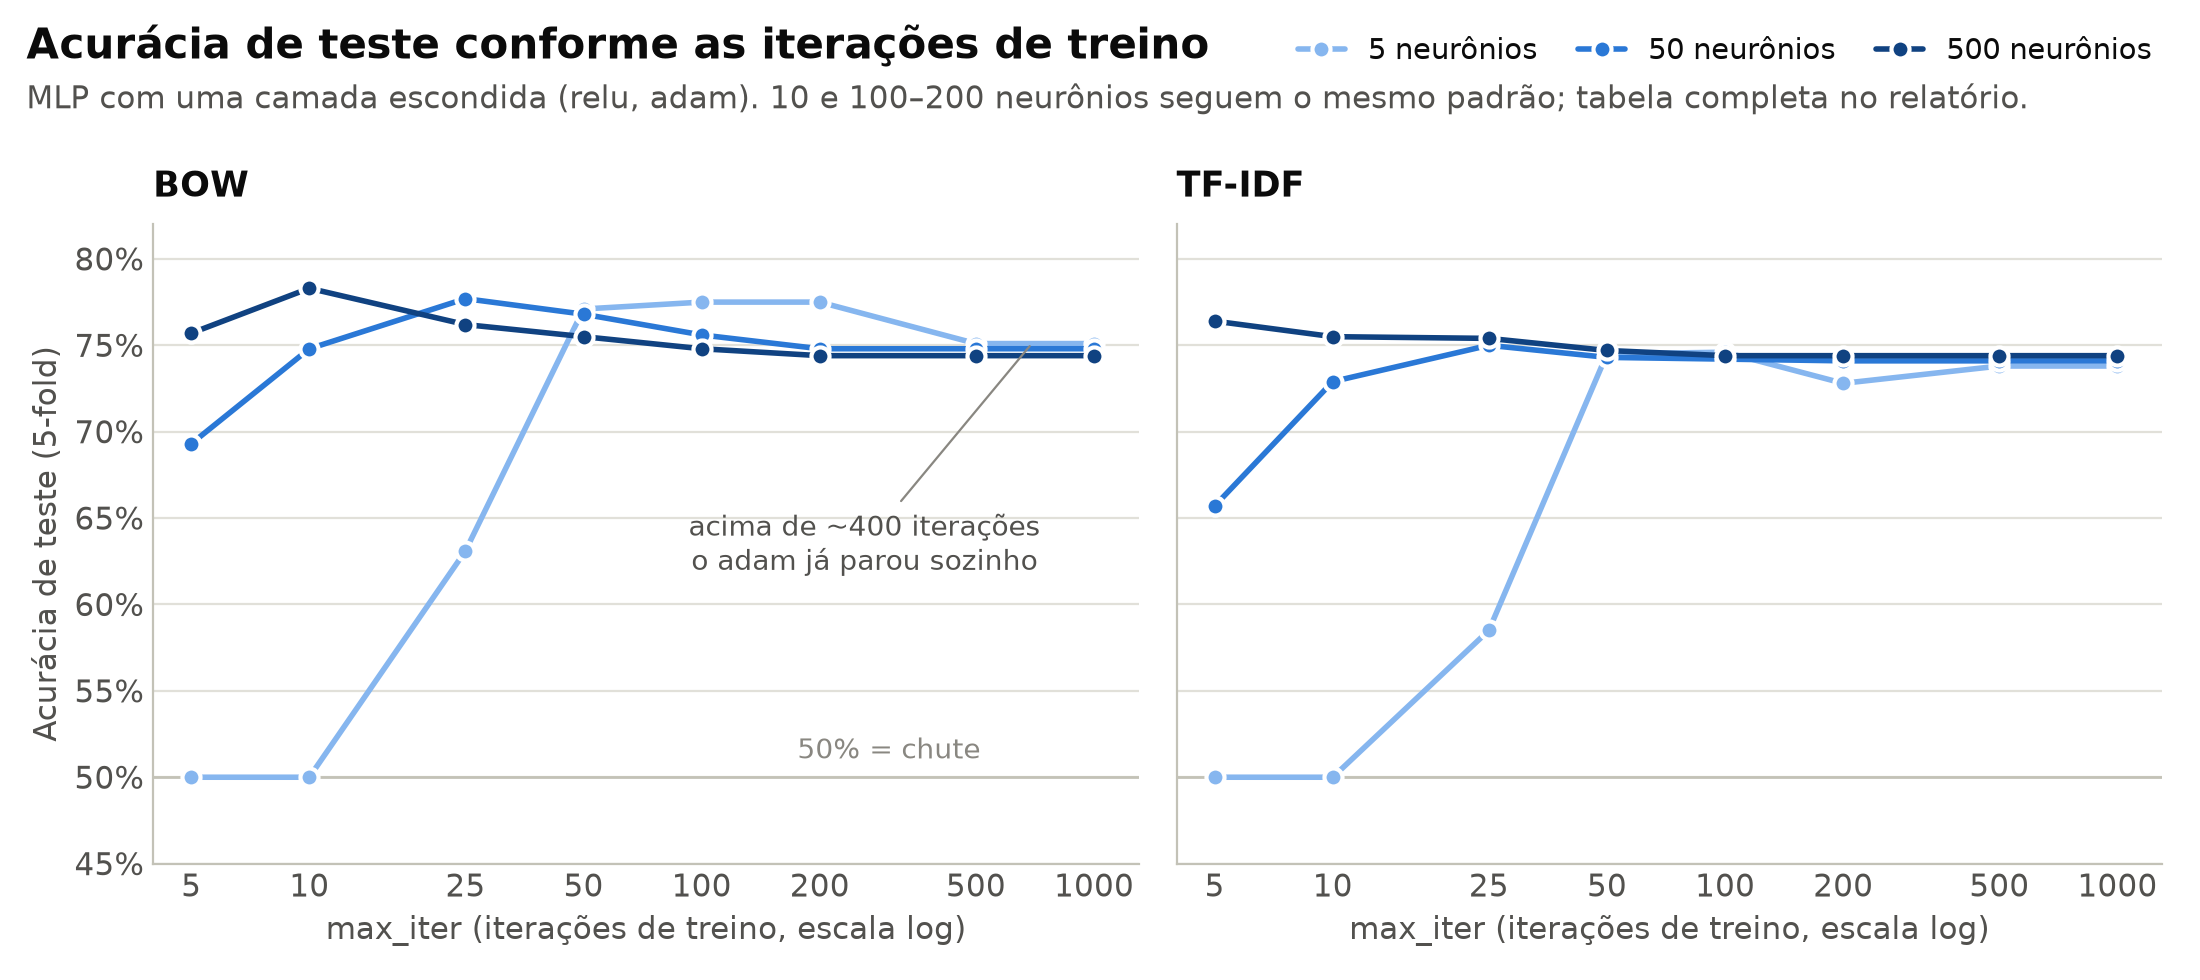 Acurácia de teste conforme as iterações de treino
5 neurônios
50 neurônios
500 neurônios
MLP com uma camada escondida (relu, adam). 10 e 100–200 neurônios seguem o mesmo padrão; tabela completa no relatório.
BOW
Acurácia de teste (5-fold)
80%
75%
70%
65%
60%
55%
50%
45%
acima de ~400 iterações
o adam já parou sozinho
50% = chute
5 10 25 50 100 200 500 1000
max_iter (iterações de treino, escala log)
TF-IDF
5 10 25 50 100 200 500 1000
max_iter (iterações de treino, escala log)